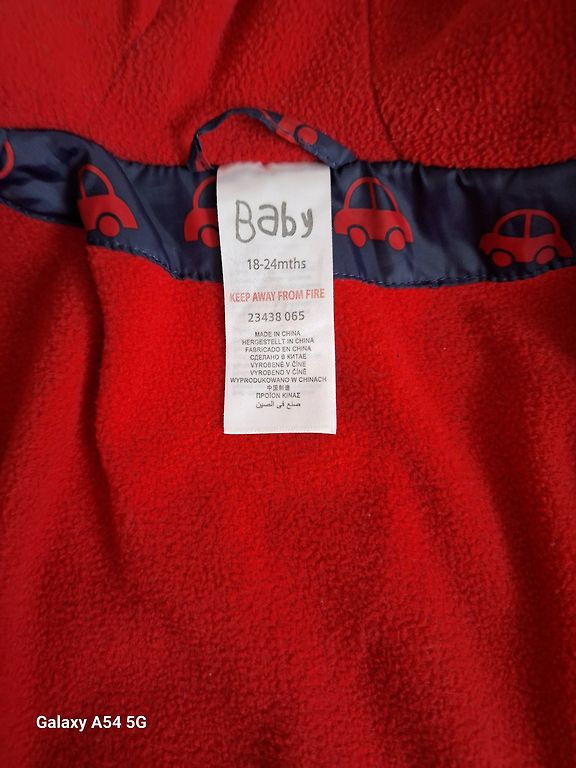 Baby
18-24mths
KEEP AWAY FROM FIRE
23438 065
MADE IN CHINA
HERGESTELLT IN CHINA
FABRICADO EN CHINA
СДЕЛАНО В КИТАЕ
VYROBENÉ V ČÍNE
VYROBENO V ČÍNĚ
WYPRODUKOWANO W CHINACH
中国制造
ΠΡΟΪΟΝ ΚΙΝΑΣ
صنع في الصين
Galaxy A54 5G